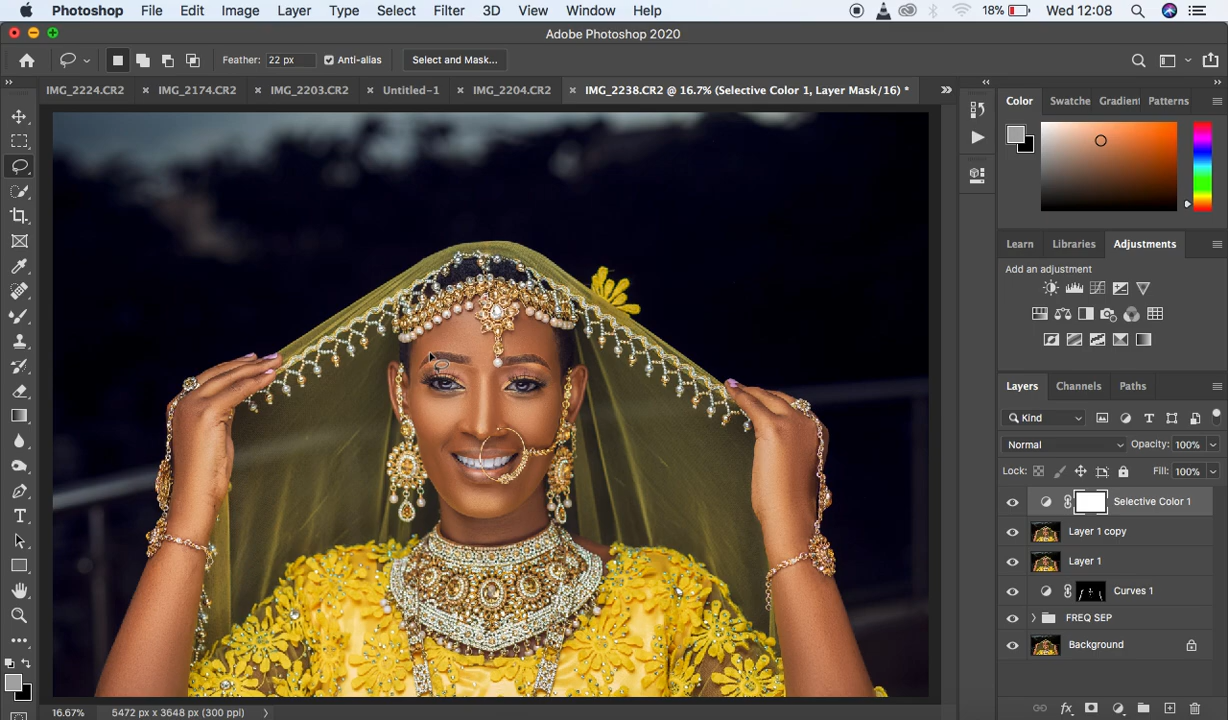 Photoshop File Edit Image Layer Type Select Filter 3D View Window Help 18% Wed 12:08
Adobe Photoshop 2020
Feather: 22 px Anti-alias Select and Mask...
IMG_2224.CR2 IMG_2174.CR2 IMG_2203.CR2 Untitled-1 IMG_2204.CR2 IMG_2238.CR2 @ 16.7% (Selective Color 1, Layer Mask/16) *
Color Swatche Gradient Patterns
Learn Libraries Adjustments
Add an adjustment
Layers Channels Paths
Kind
Normal Opacity: 100%
Lock: Fill: 100%
Selective Color 1
Layer 1 copy
Layer 1
Curves 1
FREQ SEP
Background
16.67% 5472 px x 3648 px (300 ppi)